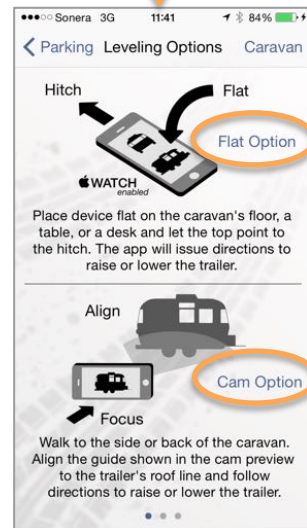 Sonera 3G 11:41 84%
Parking Leveling Options Caravan
Hitch
Flat
Flat Option
WATCH
enabled
Place device flat on the caravan's floor, a
table, or a desk and let the top point to
the hitch. The app will issue directions to
raise or lower the trailer.
Align
Cam Option
Focus
Walk to the side or back of the caravan.
Align the guide shown in the cam preview
to the trailer's roof line and follow
directions to raise or lower the trailer.